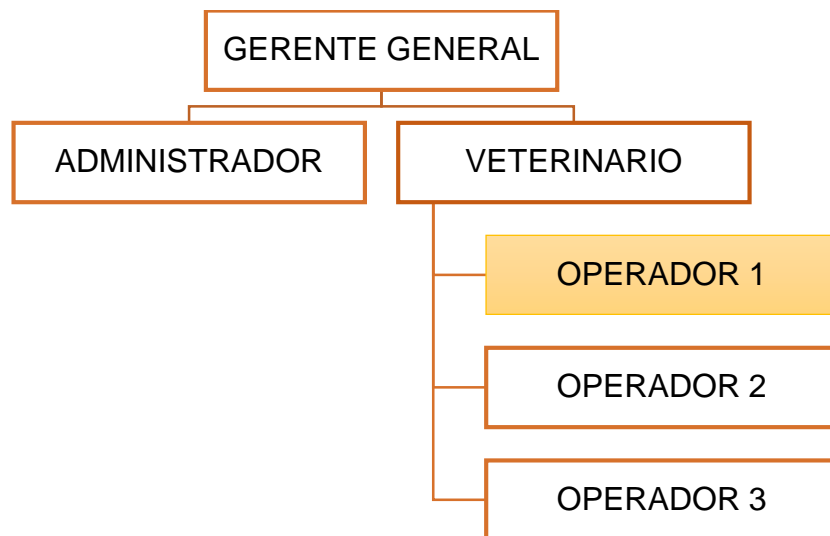 GERENTE GENERAL
ADMINISTRADOR
VETERINARIO
OPERADOR 1
OPERADOR 2
OPERADOR 3